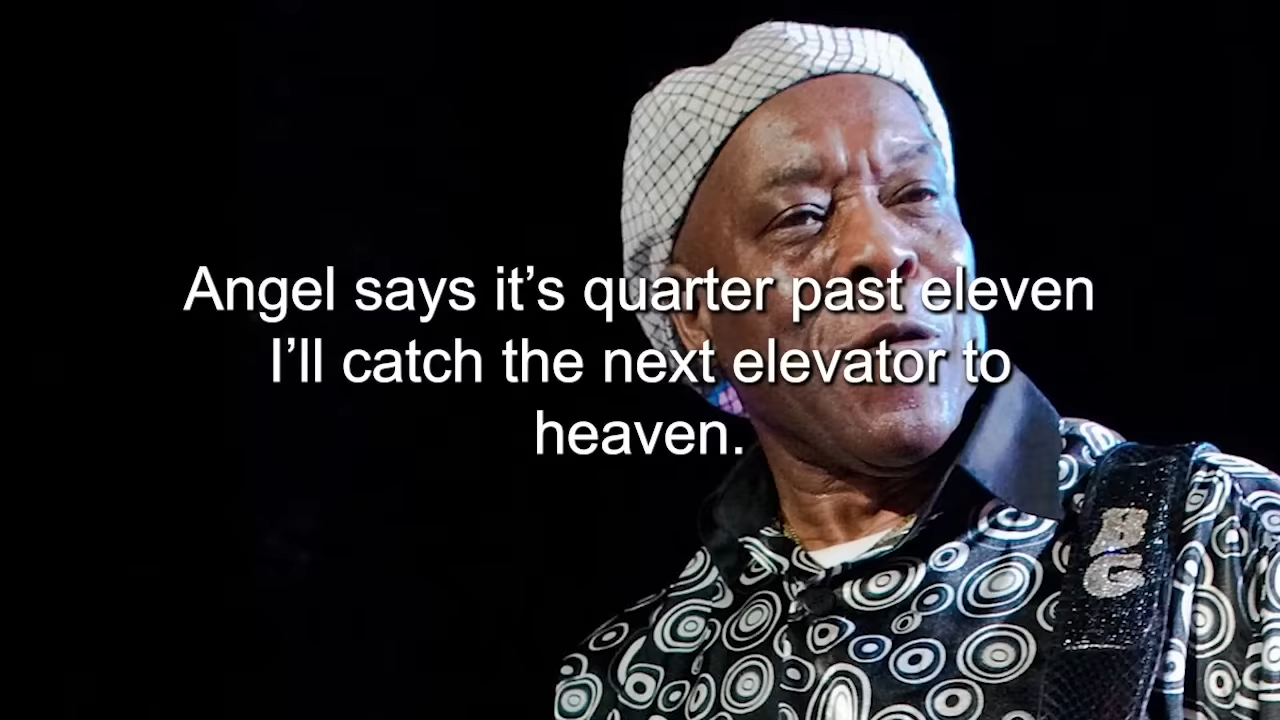 Angel says it’s quarter past eleven
I’ll catch the next elevator to
heaven.
BG